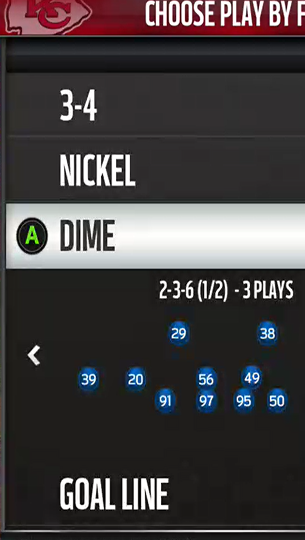 KC
CHOOSE PLAY BY F
3-4
NICKEL
A DIME
2-3-6 (1/2) - 3 PLAYS
29 38
39 20 56 49
91 97 95 50
GOAL LINE